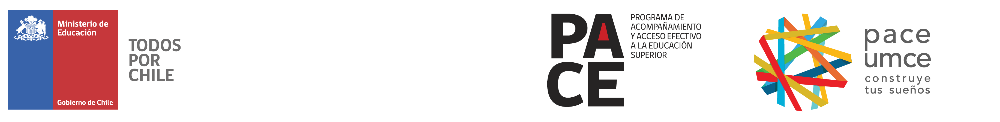 Ministerio de
Educación
Gobierno de Chile
TODOS
POR
CHILE
PA
CE
PROGRAMA DE
ACOMPAÑAMIENTO
Y ACCESO EFECTIVO
A LA EDUCACIÓN
SUPERIOR
pace
umce
construye
tus sueños